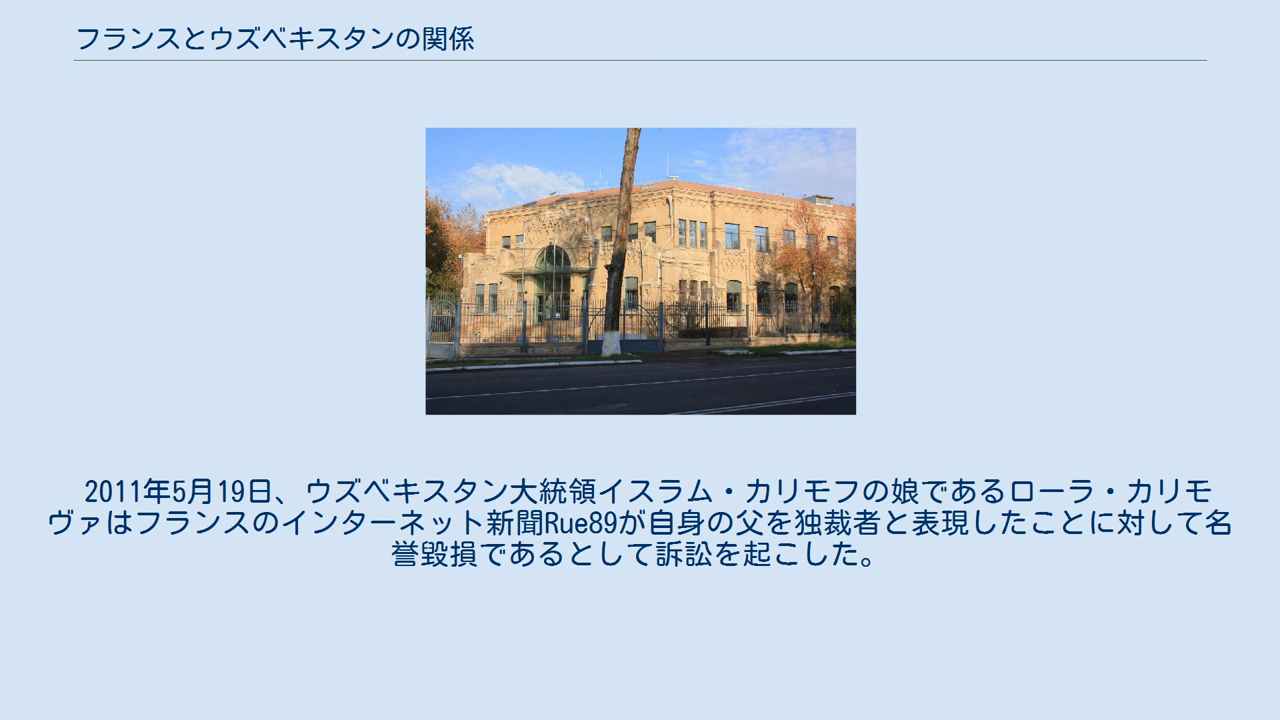 フランスとウズベキスタンの関係
2011年5月19日、ウズベキスタン大統領イスラム・カリモフの娘であるローラ・カリモ
ヴァはフランスのインターネット新聞Rue89が自身の父を独裁者と表現したことに対して名
誉毀損であるとして訴訟を起こした。